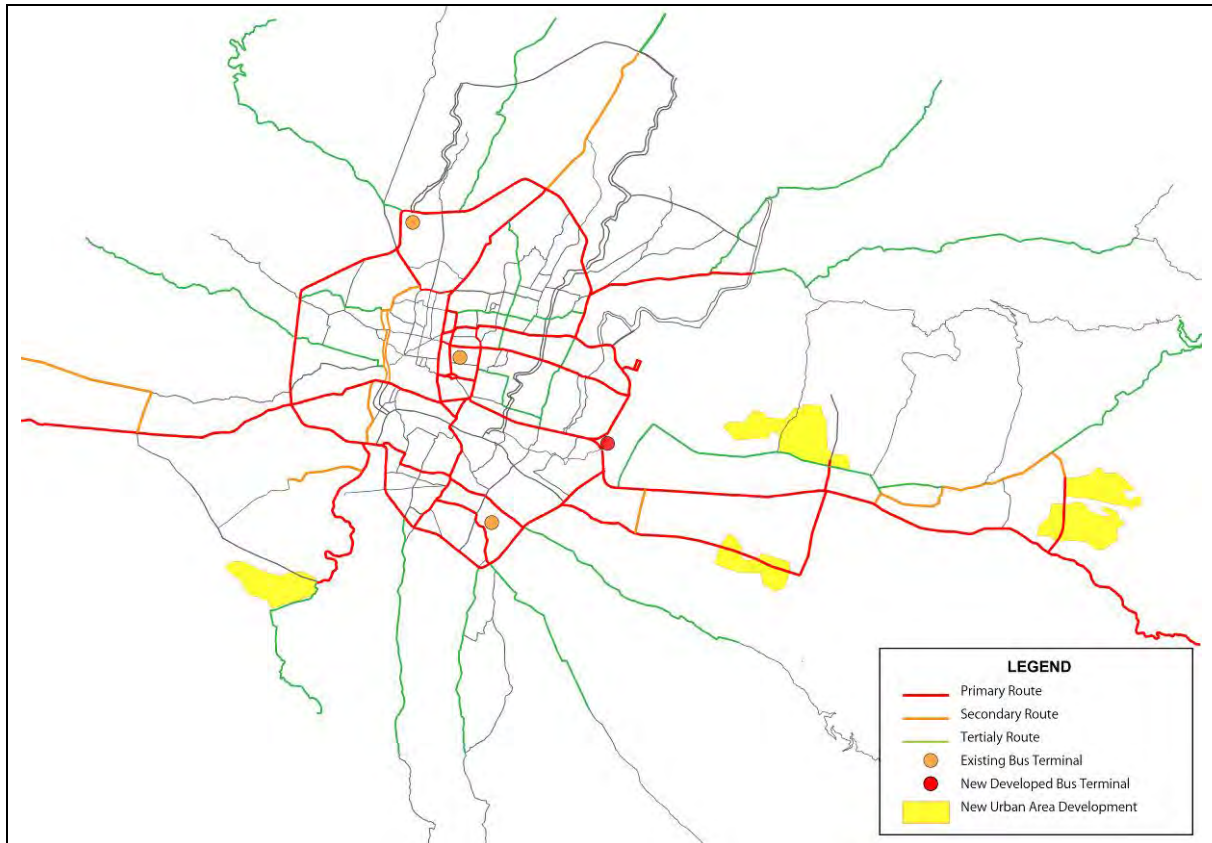 LEGEND
Primary Route
Secondary Route
Tertialy Route
Existing Bus Terminal
New Developed Bus Terminal
New Urban Area Development